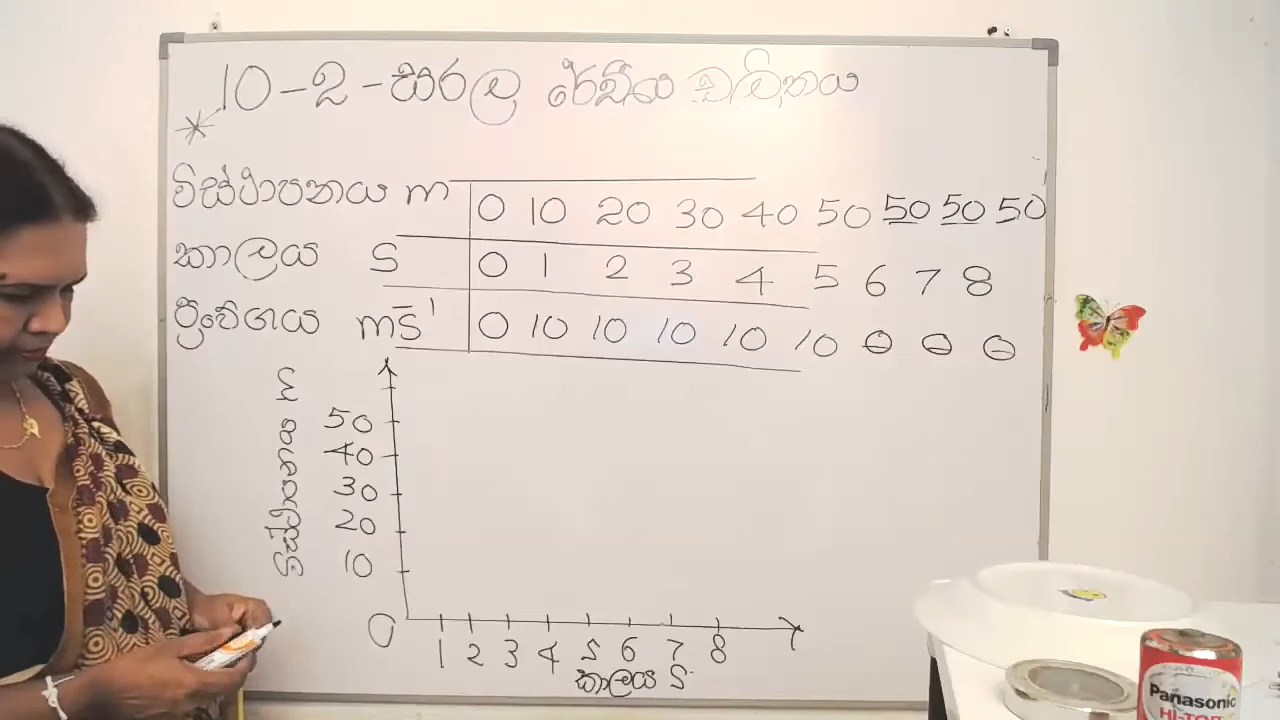 10-2-සරල රේඛීය චලිතය
*
විස්ථාපනය m 0 10 20 30 40 50 50 50 50
කාලය S 0 1 2 3 4 5 6 7 8
ප්‍රවේගය mS⁻¹ 0 10 10 10 10 10 0 0 0
විස්ථාපනය m
50
40
30
20
10
0
1 2 3 4 5 6 7 8
කාලය S
Panasonic
HI-TOP